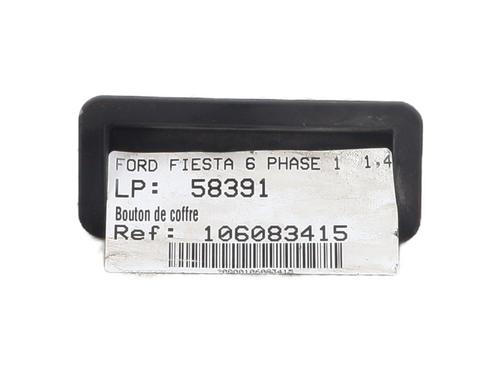 FORD FIESTA 6 PHASE 1 1,4
LP: 58391
Bouton de coffre
Ref: 106083415